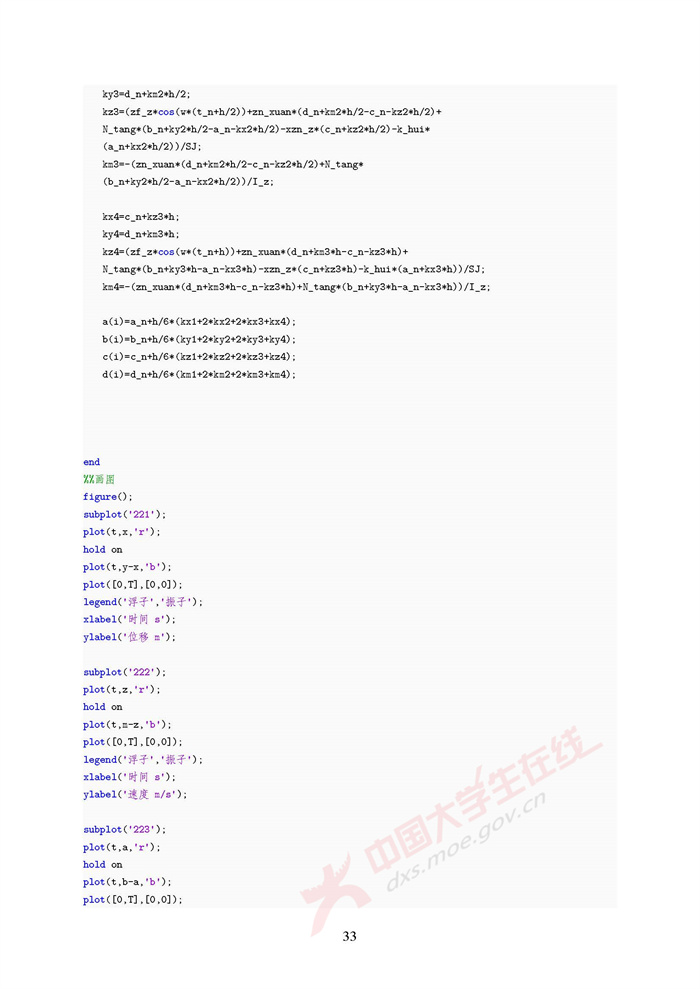 ky3=d_n+km2*h/2;
kz3=(zf_z*cos(w*(t_n+h/2))+zn_xuan*(d_n+km2*h/2-c_n-kz2*h/2)+
N_tang*(b_n+ky2*h/2-a_n-kx2*h/2)-xzn_z*(c_n+kz2*h/2)-k_hui*
(a_n+kx2*h/2))/SJ;
km3=-(zn_xuan*(d_n+km2*h/2-c_n-kz2*h/2)+N_tang*
(b_n+ky2*h/2-a_n-kx2*h/2))/I_z;
kx4=c_n+kz3*h;
ky4=d_n+km3*h;
kz4=(zf_z*cos(w*(t_n+h))+zn_xuan*(d_n+km3*h-c_n-kz3*h)+
N_tang*(b_n+ky3*h-a_n-kx3*h)-xzn_z*(c_n+kz3*h)-k_hui*(a_n+kx3*h))/SJ;
km4=-(zn_xuan*(d_n+km3*h-c_n-kz3*h)+N_tang*(b_n+ky3*h-a_n-kx3*h))/I_z;
a(i)=a_n+h/6*(kx1+2*kx2+2*kx3+kx4);
b(i)=b_n+h/6*(ky1+2*ky2+2*ky3+ky4);
c(i)=c_n+h/6*(kz1+2*kz2+2*kz3+kz4);
d(i)=d_n+h/6*(km1+2*km2+2*km3+km4);
end
%%画图
figure();
subplot('221');
plot(t,x,'r');
hold on
plot(t,y-x,'b');
plot([0,T],[0,0]);
legend('浮子','振子');
xlabel('时间 s');
ylabel('位移 m');
subplot('222');
plot(t,z,'r');
hold on
plot(t,m-z,'b');
plot([0,T],[0,0]);
legend('浮子','振子');
xlabel('时间 s');
ylabel('速度 m/s');
subplot('223');
plot(t,a,'r');
hold on
plot(t,b-a,'b');
plot([0,T],[0,0]);
中国大学生在线
dxs.moe.gov.cn
33